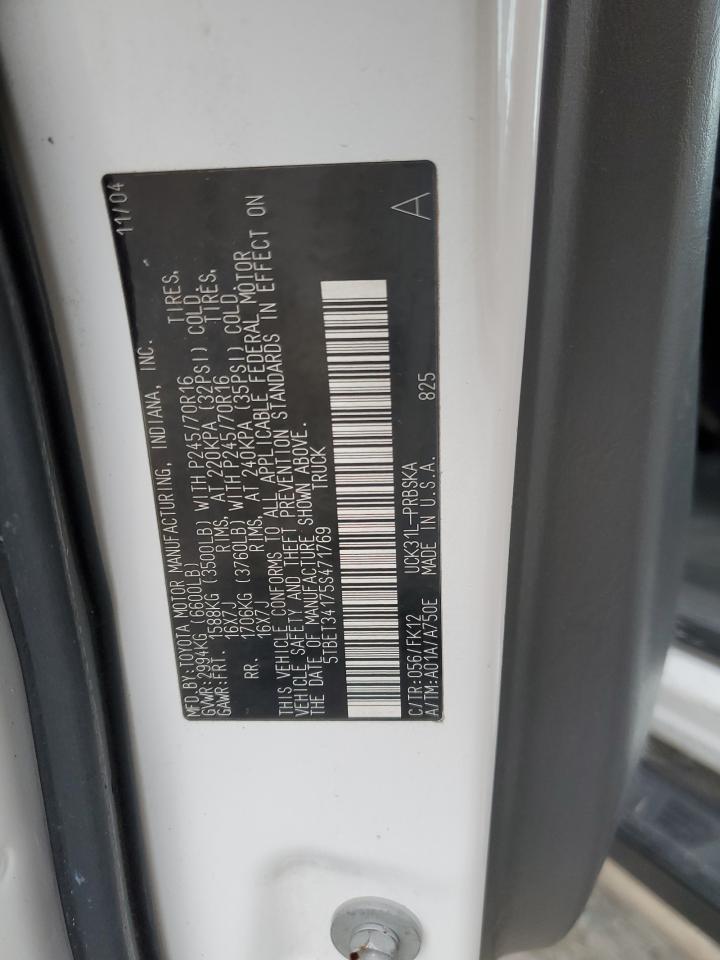 MFD.BY:TOYOTA MOTOR MANUFACTURING, INDIANA, INC. 11/04
GVWR:2994KG (6600LB)
GAWR:FRT. 1588KG (3500LB) WITH P245/70R16 TIRES,
16X7J RIMS, AT 220KPA (32PSI) COLD.
RR. 1706KG (3760LB) WITH P245/70R16 TIRES,
16X7J RIMS, AT 240KPA (35PSI) COLD.
THIS VEHICLE CONFORMS TO ALL APPLICABLE FEDERAL MOTOR
VEHICLE SAFETY AND THEFT PREVENTION STANDARDS IN EFFECT ON
THE DATE OF MANUFACTURE SHOWN ABOVE.
5TBET34175S471769 TRUCK
C/TR:056/FK12 UCK31L-PRBSKA
A/TM:A01A/A750E MADE IN U.S.A. 825 A